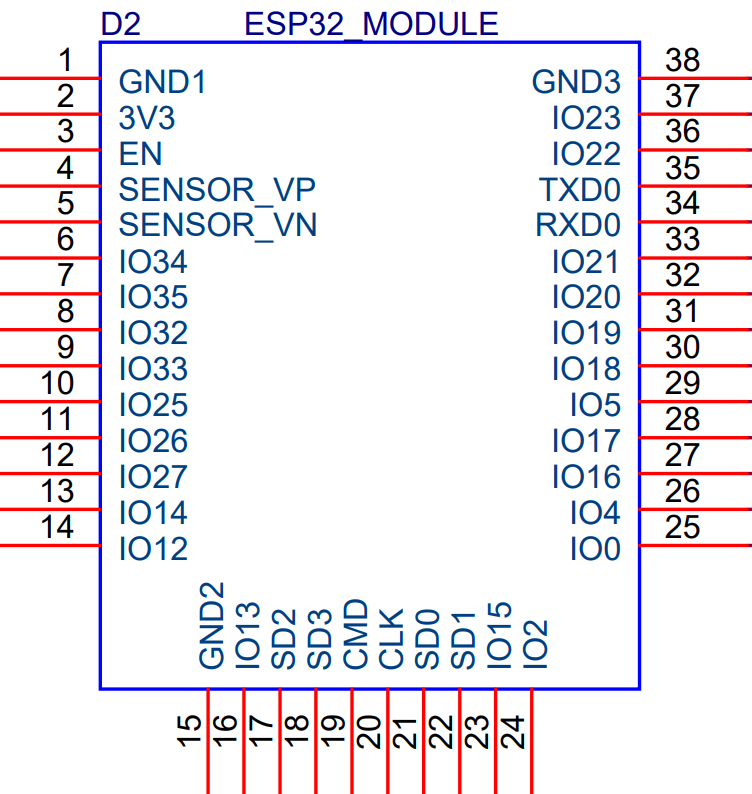 D2 ESP32_MODULE
1 GND1 GND3 38
2 3V3 IO23 37
3 EN IO22 36
4 SENSOR_VP TXD0 35
5 SENSOR_VN RXD0 34
6 IO34 IO21 33
7 IO35 IO20 32
8 IO32 IO19 31
9 IO33 IO18 30
10 IO25 IO5 29
11 IO26 IO17 28
12 IO27 IO16 27
13 IO14 IO4 26
14 IO12 IO0 25
GND2 IO13 SD2 SD3 CMD CLK SD0 SD1 IO15 IO2
15 16 17 18 19 20 21 22 23 24